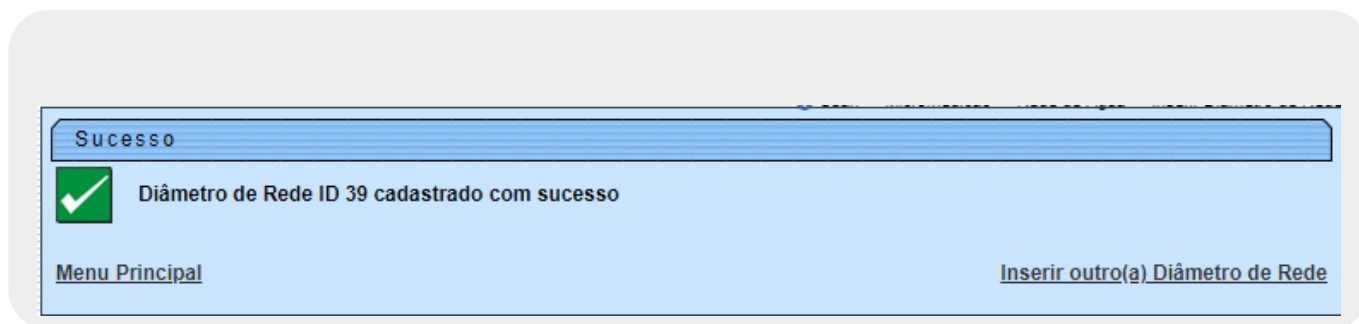 Sucesso
Diâmetro de Rede ID 39 cadastrado com sucesso
Menu Principal
Inserir outro(a) Diâmetro de Rede